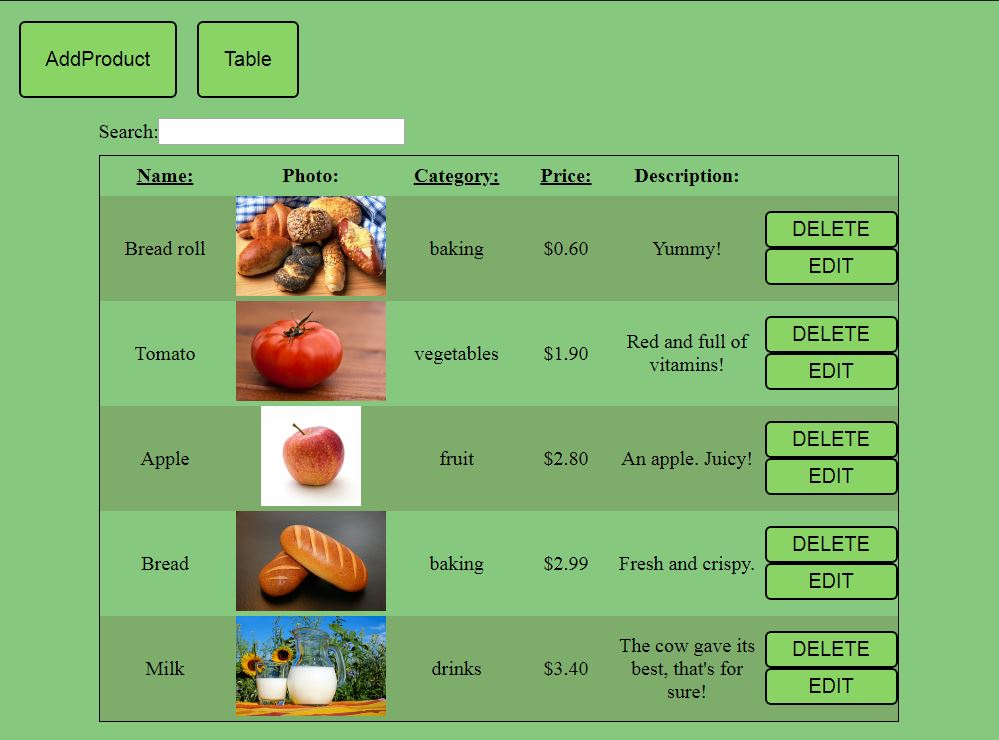 AddProduct Table
Search:
Name: Photo: Category: Price: Description:
Bread roll baking $0.60 Yummy! DELETE
EDIT
Tomato vegetables $1.90 Red and full of vitamins! DELETE
EDIT
Apple fruit $2.80 An apple. Juicy! DELETE
EDIT
Bread baking $2.99 Fresh and crispy. DELETE
EDIT
Milk drinks $3.40 The cow gave its best, that's for sure! DELETE
EDIT